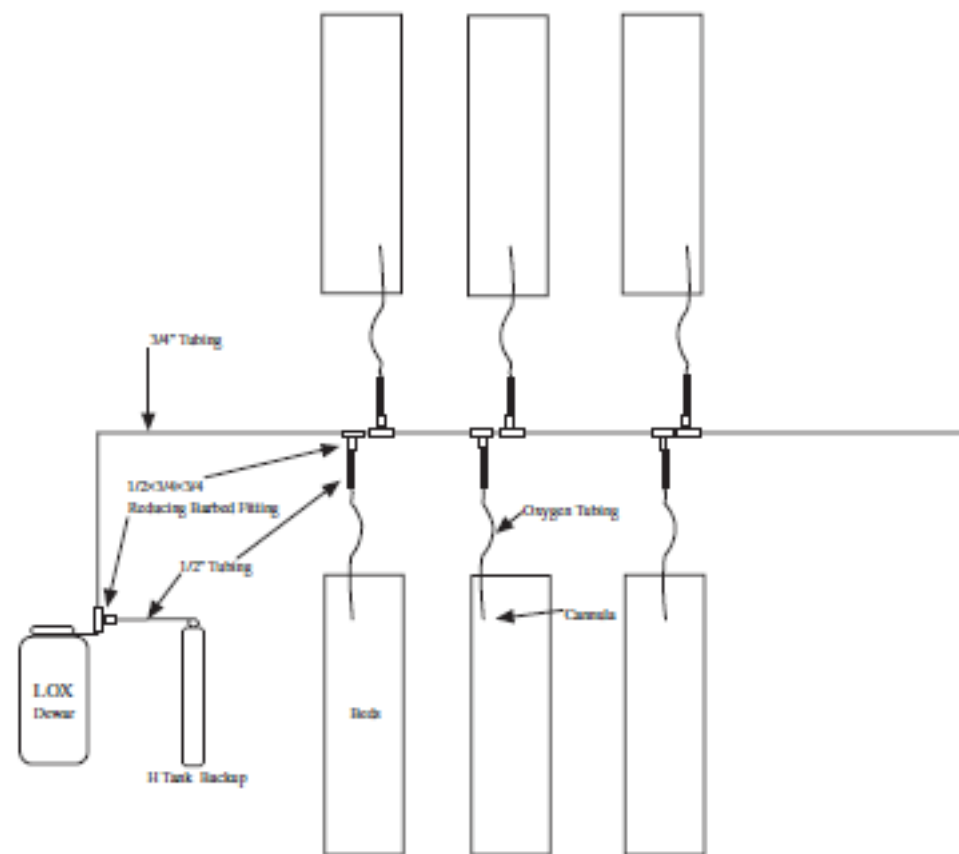 3/4" Tubing
1/2×3/4×3/4
Reducing Barbed Fitting
Oxygen Tubing
1/2" Tubing
Cannula
LOX
Dewar
Beds
H Tank Backup